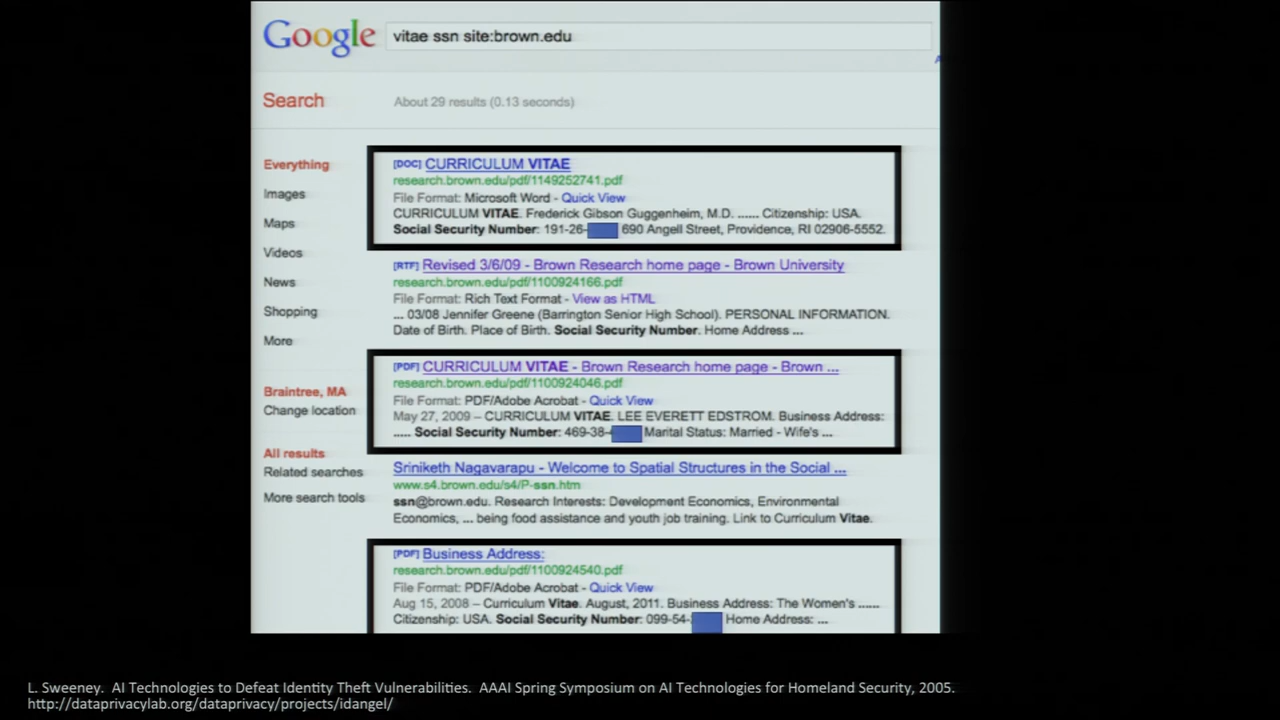 Google vitae ssn site:brown.edu
Search About 29 results (0.13 seconds)
Everything
Images
Maps
Videos
News
Shopping
More
Braintree, MA
Change location
All results
Related searches
More search tools
[DOC] CURRICULUM VITAE
research.brown.edu/pdf/1149252741.pdf
File Format: Microsoft Word - Quick View
CURRICULUM VITAE. Frederick Gibson Guggenheim, M.D. ...... Citizenship: USA.
Social Security Number: 191-26- 690 Angell Street, Providence, RI 02906-5552.
[RTF] Revised 3/6/09 - Brown Research home page - Brown University
research.brown.edu/pdf/1100924166.pdf
File Format: Rich Text Format - View as HTML
... 03/08 Jennifer Greene (Barrington Senior High School). PERSONAL INFORMATION.
Date of Birth. Place of Birth. Social Security Number. Home Address ...
[PDF] CURRICULUM VITAE - Brown Research home page - Brown ...
research.brown.edu/pdf/1100924046.pdf
File Format: PDF/Adobe Acrobat - Quick View
May 27, 2009 – CURRICULUM VITAE. LEE EVERETT EDSTROM. Business Address:
..... Social Security Number: 469-38- Marital Status: Married - Wife's ...
Sriniketh Nagavarapu - Welcome to Spatial Structures in the Social ...
www.s4.brown.edu/s4/P-ssn.htm
ssn@brown.edu. Research Interests: Development Economics, Environmental
Economics, ... being food assistance and youth job training. Link to Curriculum Vitae.
[PDF] Business Address:
research.brown.edu/pdf/1100924540.pdf
File Format: PDF/Adobe Acrobat - Quick View
Aug 15, 2008 – Curriculum Vitae. August, 2011. Business Address: The Women's ......
Citizenship: USA. Social Security Number: 099-54- Home Address: ...
L. Sweeney. AI Technologies to Defeat Identity Theft Vulnerabilities. AAAI Spring Symposium on AI Technologies for Homeland Security, 2005.
http://dataprivacylab.org/dataprivacy/projects/idangel/